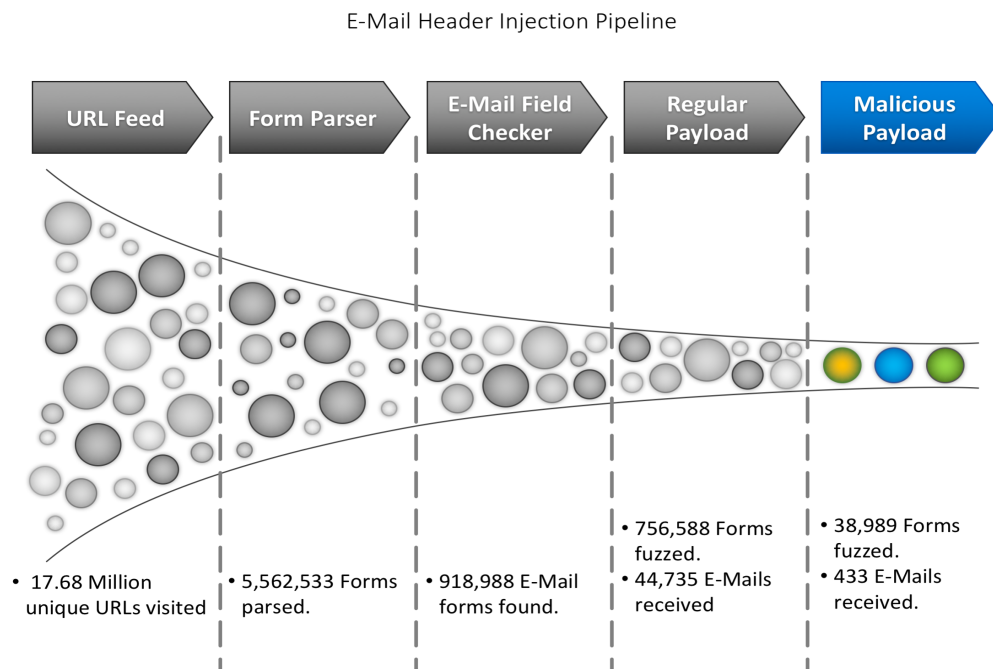 E-Mail Header Injection Pipeline
URL Feed
Form Parser
E-Mail Field
Checker
Regular
Payload
Malicious
Payload
• 17.68 Million
unique URLs visited
• 5,562,533 Forms
parsed.
• 918,988 E-Mail
forms found.
• 756,588 Forms
fuzzed.
• 44,735 E-Mails
received
• 38,989 Forms
fuzzed.
• 433 E-Mails
received.